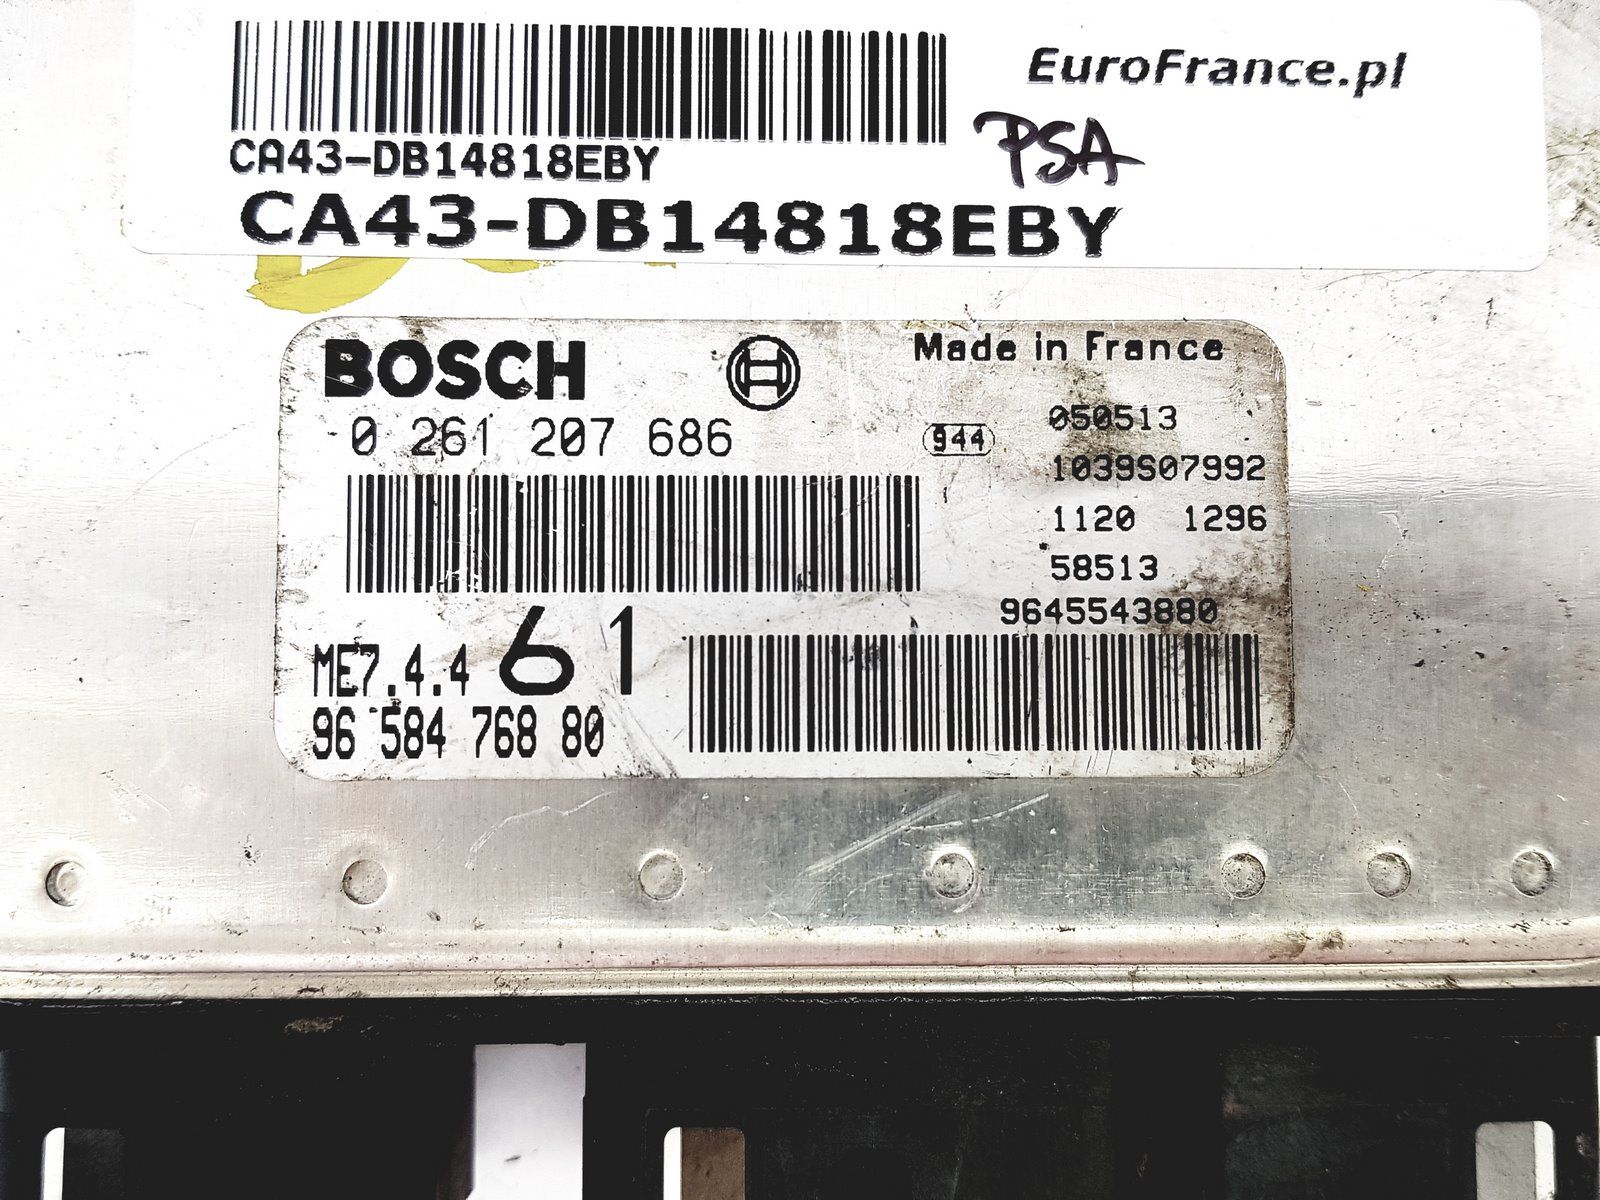 EuroFrance.pl
PSA
CA43-DB14818EBY
CA43-DB14818EBY
BOSCH
Made in France
0 261 207 686
944
050513
1039S07992
1120 1296
58513
9645543880
ME7.4.4 61
96 584 768 80